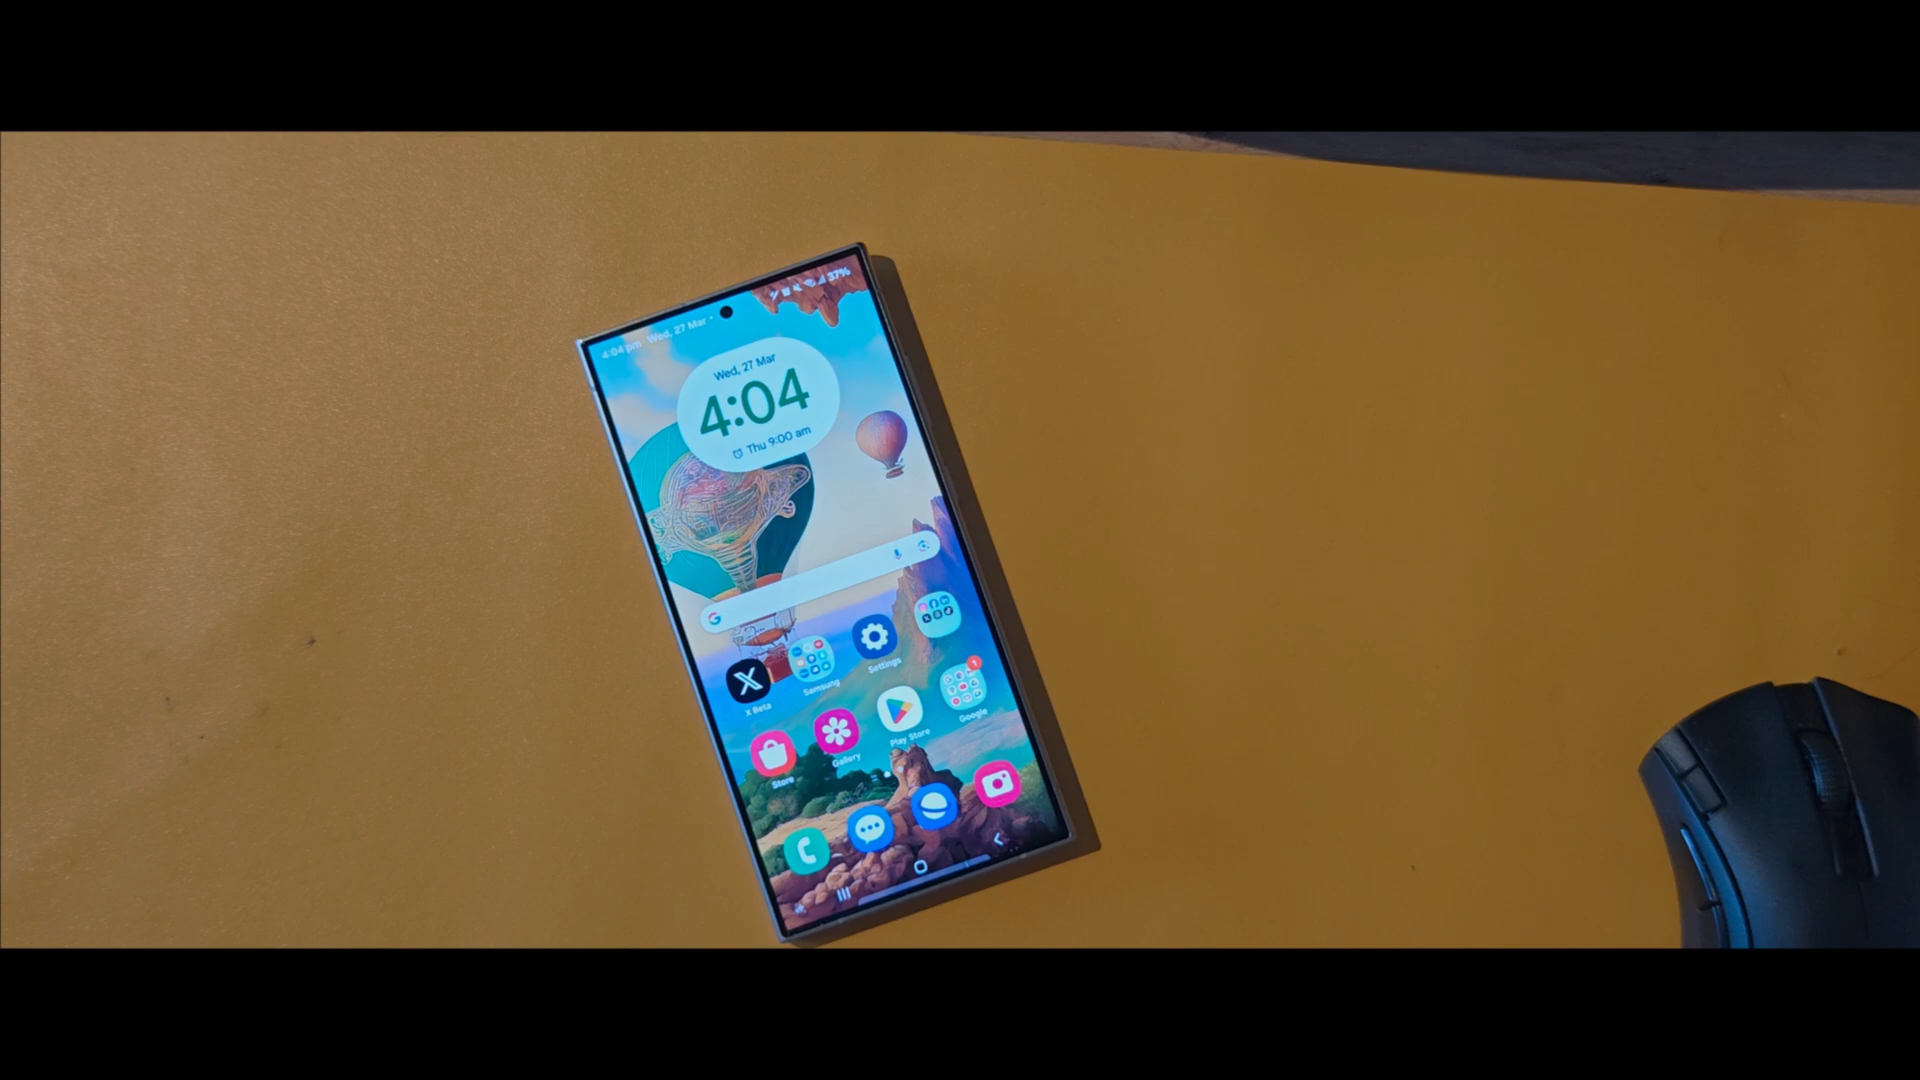 4:04 pm Wed, 27 Mar
37%
Wed, 27 Mar
4:04
Thu 9:00 am
X Beta
Samsung
Settings
Store
Gallery
Play Store
Google
1